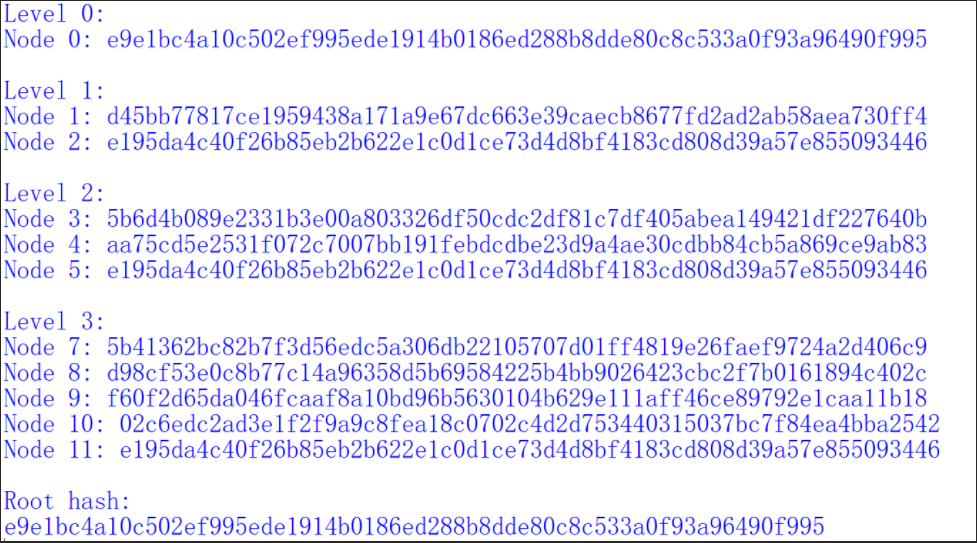 Level 0:
Node 0: e9e1bc4a10c502ef995ede1914b0186ed288b8dde80c8c533a0f93a96490f995
Level 1:
Node 1: d45bb77817ce1959438a171a9e67dc663e39caecb8677fd2ad2ab58aea730ff4
Node 2: e195da4c40f26b85eb2b622e1c0d1ce73d4d8bf4183cd808d39a57e855093446
Level 2:
Node 3: 5b6d4b089e2331b3e00a803326df50cdc2df81c7df405abea149421df227640b
Node 4: aa75cd5e2531f072c7007bb191febdcdbe23d9a4ae30cdbb84cb5a869ce9ab83
Node 5: e195da4c40f26b85eb2b622e1c0d1ce73d4d8bf4183cd808d39a57e855093446
Level 3:
Node 7: 5b41362bc82b7f3d56edc5a306db22105707d01ff4819e26faef9724a2d406c9
Node 8: d98cf53e0c8b77c14a96358d5b69584225b4bb9026423cbc2f7b0161894c402c
Node 9: f60f2d65da046fcaaf8a10bd96b5630104b629e111aff46ce89792e1caa11b18
Node 10: 02c6edc2ad3e1f2f9a9c8fea18c0702c4d2d753440315037bc7f84ea4bba2542
Node 11: e195da4c40f26b85eb2b622e1c0d1ce73d4d8bf4183cd808d39a57e855093446
Root hash:
e9e1bc4a10c502ef995ede1914b0186ed288b8dde80c8c533a0f93a96490f995